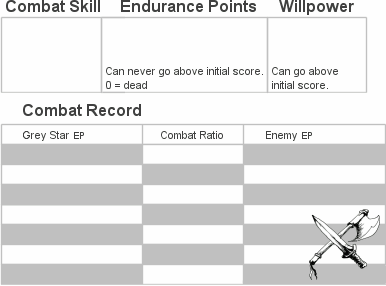 Combat Skill Endurance Points Willpower
Can never go above initial score. Can go above
0 = dead initial score.
Combat Record
Grey Star EP Combat Ratio Enemy EP